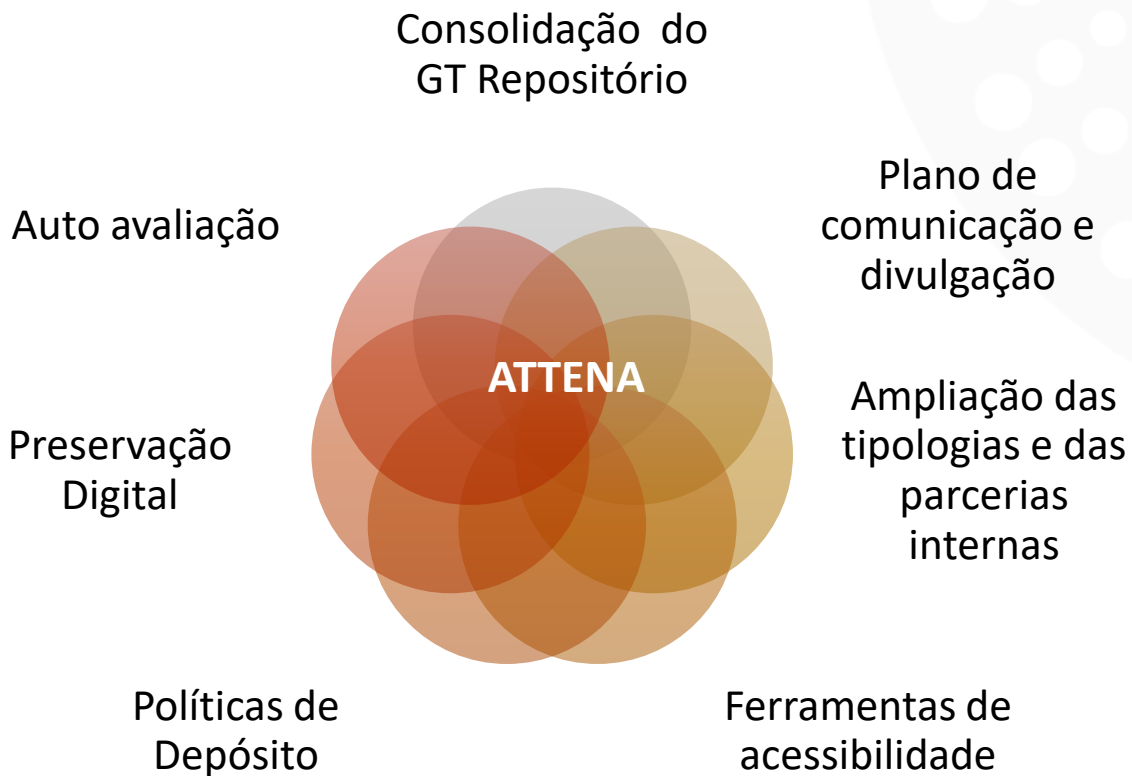 Consolidação do
GT Repositório
Plano de
comunicação e
divulgação
Auto avaliação
ATTENA
Ampliação das
tipologias e das
parcerias
internas
Preservação
Digital
Políticas de
Depósito
Ferramentas de
acessibilidade